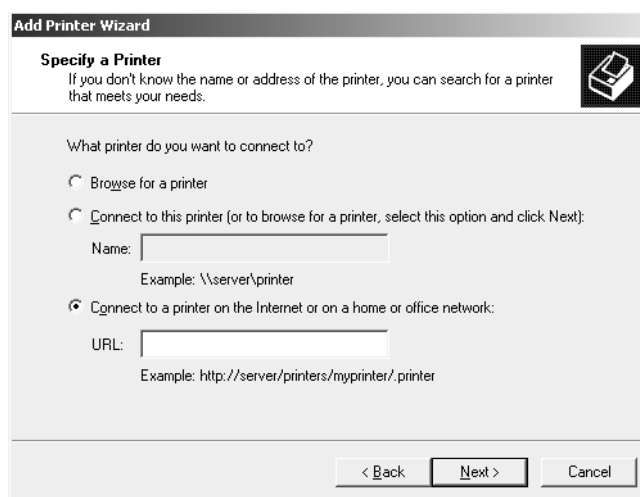 Add Printer Wizard
Specify a Printer
If you don't know the name or address of the printer, you can search for a printer
that meets your needs.
What printer do you want to connect to?
Browse for a printer
Connect to this printer (or to browse for a printer, select this option and click Next):
Name:
Example: \\server\printer
Connect to a printer on the Internet or on a home or office network:
URL:
Example: http://server/printers/myprinter/.printer
< Back Next > Cancel